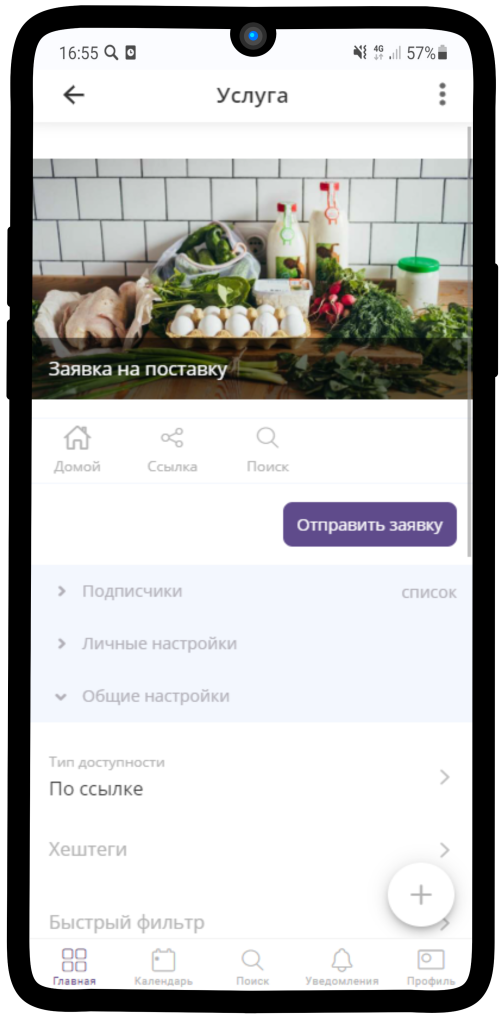 16:55 4G 57%
Услуга
Заявка на поставку
Домой Ссылка Поиск
Отправить заявку
Подписчики список
Личные настройки
Общие настройки
Тип доступности
По ссылке
Хештеги
Быстрый фильтр
Главная Календарь Поиск Уведомления Профиль